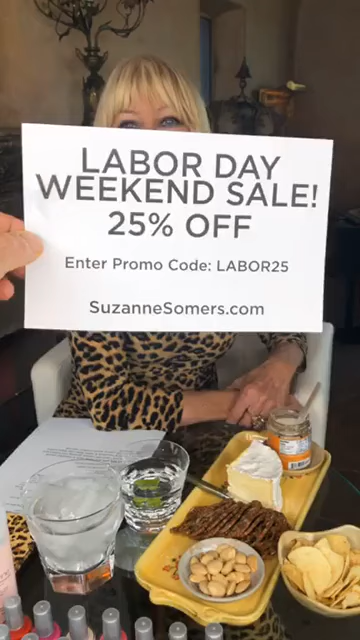 LABOR DAY
WEEKEND SALE!
25% OFF
Enter Promo Code: LABOR25
SuzanneSomers.com